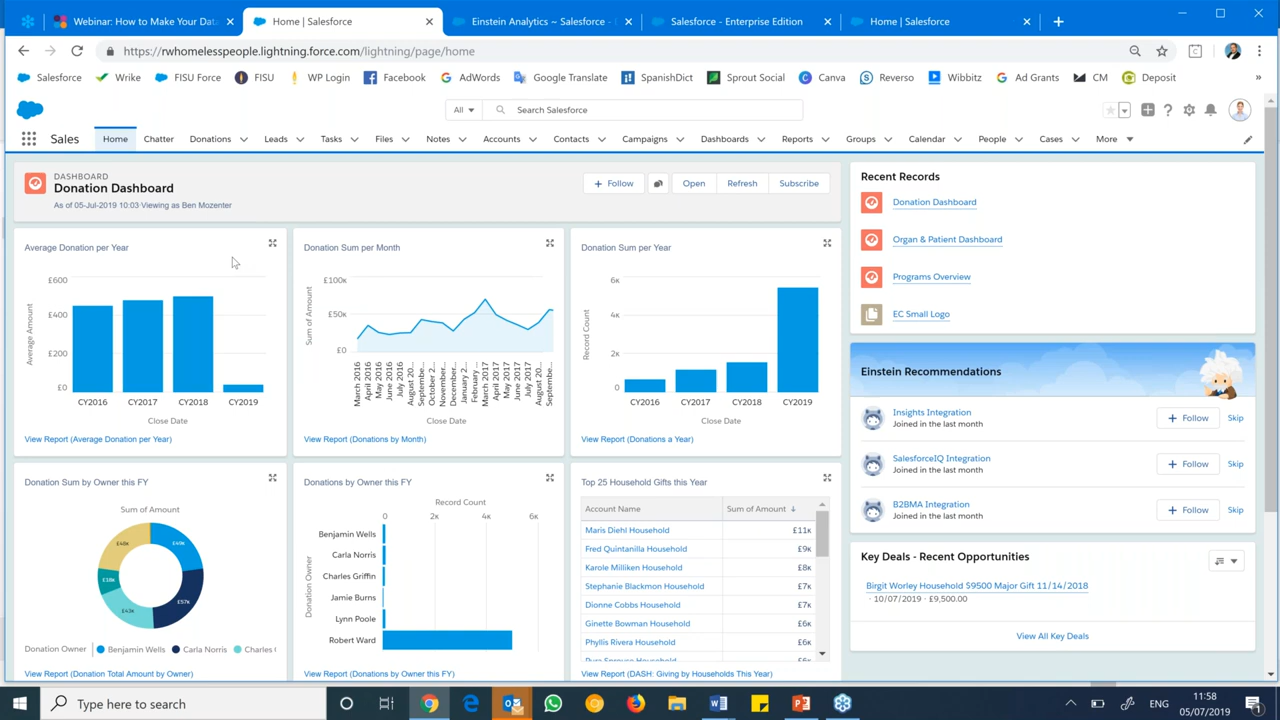 Webinar: How to Make Your Dat
Home | Salesforce
Einstein Analytics ~ Salesforce -
Salesforce - Enterprise Edition
Home | Salesforce
https://rwhomelesspeople.lightning.force.com/lightning/page/home
Salesforce Wrike FISU Force FISU WP Login Facebook AdWords Google Translate SpanishDict Sprout Social Canva Reverso Wibbitz Ad Grants CM Deposit »
All Search Salesforce
Sales Home Chatter Donations Leads Tasks Files Notes Accounts Contacts Campaigns Dashboards Reports Groups Calendar People Cases More
DASHBOARD
Donation Dashboard
As of 05-Jul-2019 10:03·Viewing as Ben Mozenter
+ Follow Open Refresh Subscribe
Average Donation per Year
£600
£400
£200
£0
Average Amount
CY2016 CY2017 CY2018 CY2019
Close Date
View Report (Average Donation per Year)
Donation Sum per Month
£100K
£50K
£0
Sum of Amount
March 2016
April 2016
May 2016
June 2016
July 2016
August 20...
Septembe...
October 2...
November...
December...
January 2...
February ...
March 2017
April 2017
May 2017
June 2017
July 2017
August 20...
Septembe...
Close Date
View Report (Donations by Month)
Donation Sum per Year
6K
4K
2K
0
Record Count
CY2016 CY2017 CY2018 CY2019
Close Date
View Report (Donations a Year)
Donation Sum by Owner this FY
Sum of Amount
£49K
£57K
£43K
£18K
£48K
Donation Owner Benjamin Wells Carla Norris Charles
View Report (Donation Total Amount by Owner)
Donations by Owner this FY
Record Count
0 2K 4K 6K
Donation Owner
Benjamin Wells
Carla Norris
Charles Griffin
Jamie Burns
Lynn Poole
Robert Ward
View Report (Donations by Owner this FY)
Top 25 Household Gifts this Year
Account Name Sum of Amount ↓
Maris Diehl Household £11K
Fred Quintanilla Household £9K
Karole Milliken Household £8K
Stephanie Blackmon Household £7K
Dionne Cobbs Household £7K
Ginette Bowman Household £6K
Phyllis Rivera Household £6K
View Report (DASH: Giving by Households This Year)
Recent Records
Donation Dashboard
Organ & Patient Dashboard
Programs Overview
EC Small Logo
Einstein Recommendations
Insights Integration
Joined in the last month
+ Follow Skip
SalesforceIQ Integration
Joined in the last month
+ Follow Skip
B2BMA Integration
Joined in the last month
+ Follow Skip
Key Deals - Recent Opportunities
Birgit Worley Household $9500 Major Gift 11/14/2018
· 10/07/2019 · £9,500.00
View All Key Deals
Type here to search
ENG
11:58
05/07/2019